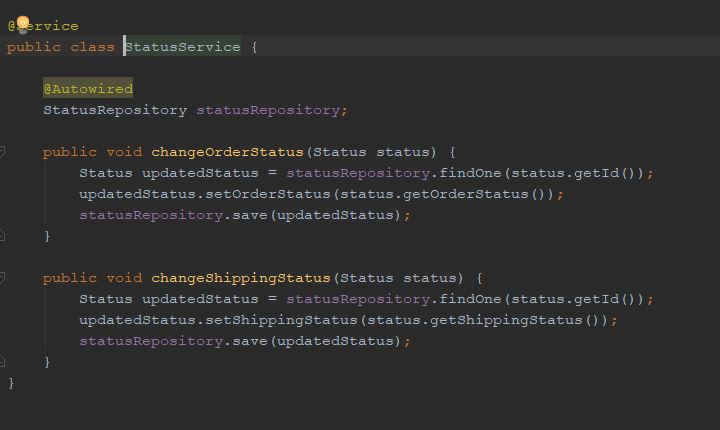 @Service
public class StatusService {
@Autowired
StatusRepository statusRepository;
public void changeOrderStatus(Status status) {
Status updatedStatus = statusRepository.findOne(status.getId());
updatedStatus.setOrderStatus(status.getOrderStatus());
statusRepository.save(updatedStatus);
}
public void changeShippingStatus(Status status) {
Status updatedStatus = statusRepository.findOne(status.getId());
updatedStatus.setShippingStatus(status.getShippingStatus());
statusRepository.save(updatedStatus);
}
}